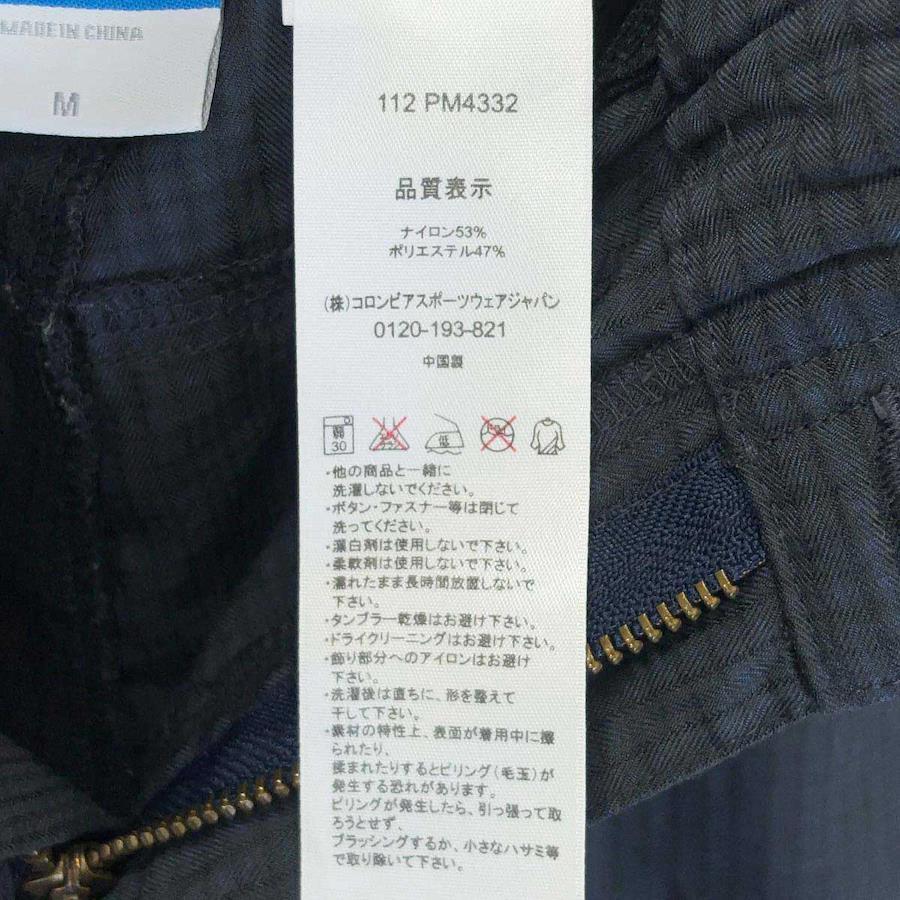 MADE IN CHINA
M
112 PM4332
品質表示
ナイロン53%
ポリエステル47%
(株)コロンビアスポーツウェアジャパン
0120-193-821
中国製
弱
30
低
・他の商品と一緒に
洗濯しないでください。
・ボタン・ファスナー等は閉じて
洗ってください。
・漂白剤は使用しないで下さい。
・柔軟剤は使用しないで下さい。
・濡れたまま長時間放置しないで
下さい。
・タンブラー乾燥はお避け下さい。
・ドライクリーニングはお避け下さい。
・飾り部分へのアイロンはお避け
下さい。
・洗濯後は直ちに、形を整えて
干して下さい。
・素材の特性上、表面が着用中に擦
られたり、
揉まれたりするとピリング(毛玉)が
発生する恐れがあります。
ピリングが発生したら、引っ張って取
ろうとせず、
ブラッシングするか、小さなハサミ等
で取り除いて下さい。